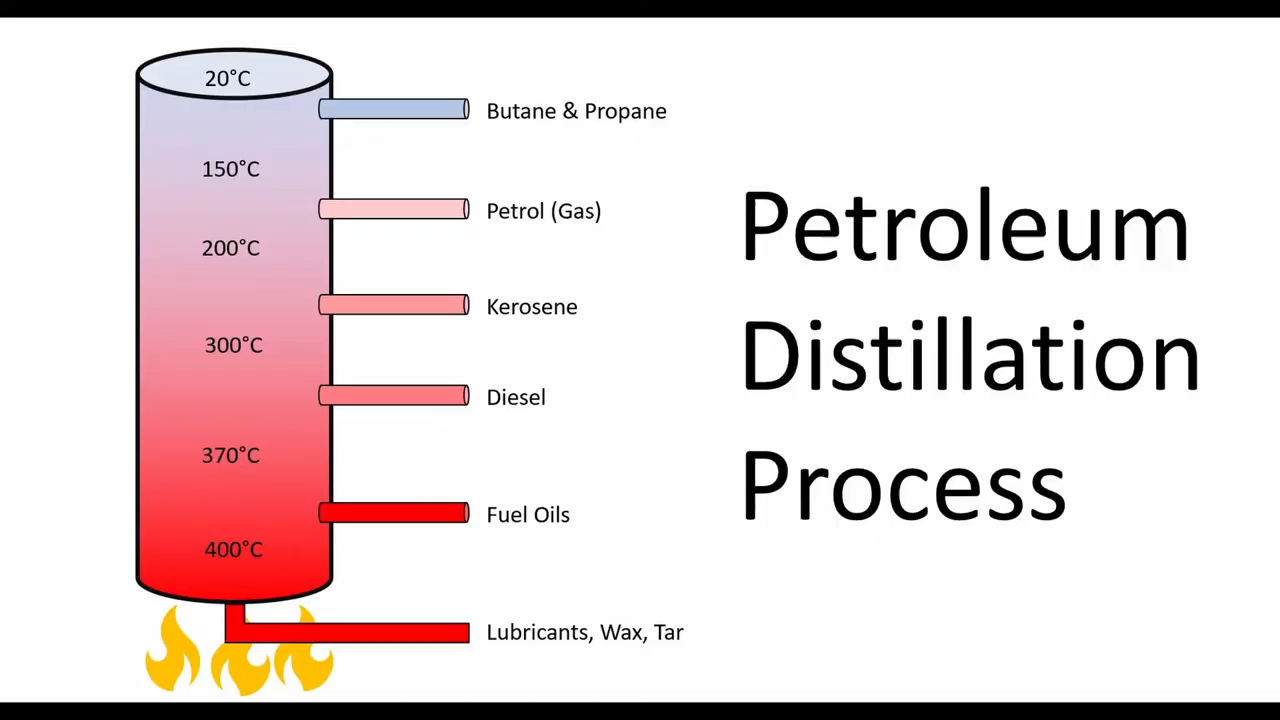 20°C
Butane & Propane
150°C
Petrol (Gas)
200°C
Kerosene
300°C
Diesel
370°C
Fuel Oils
400°C
Lubricants, Wax, Tar
Petroleum
Distillation
Process